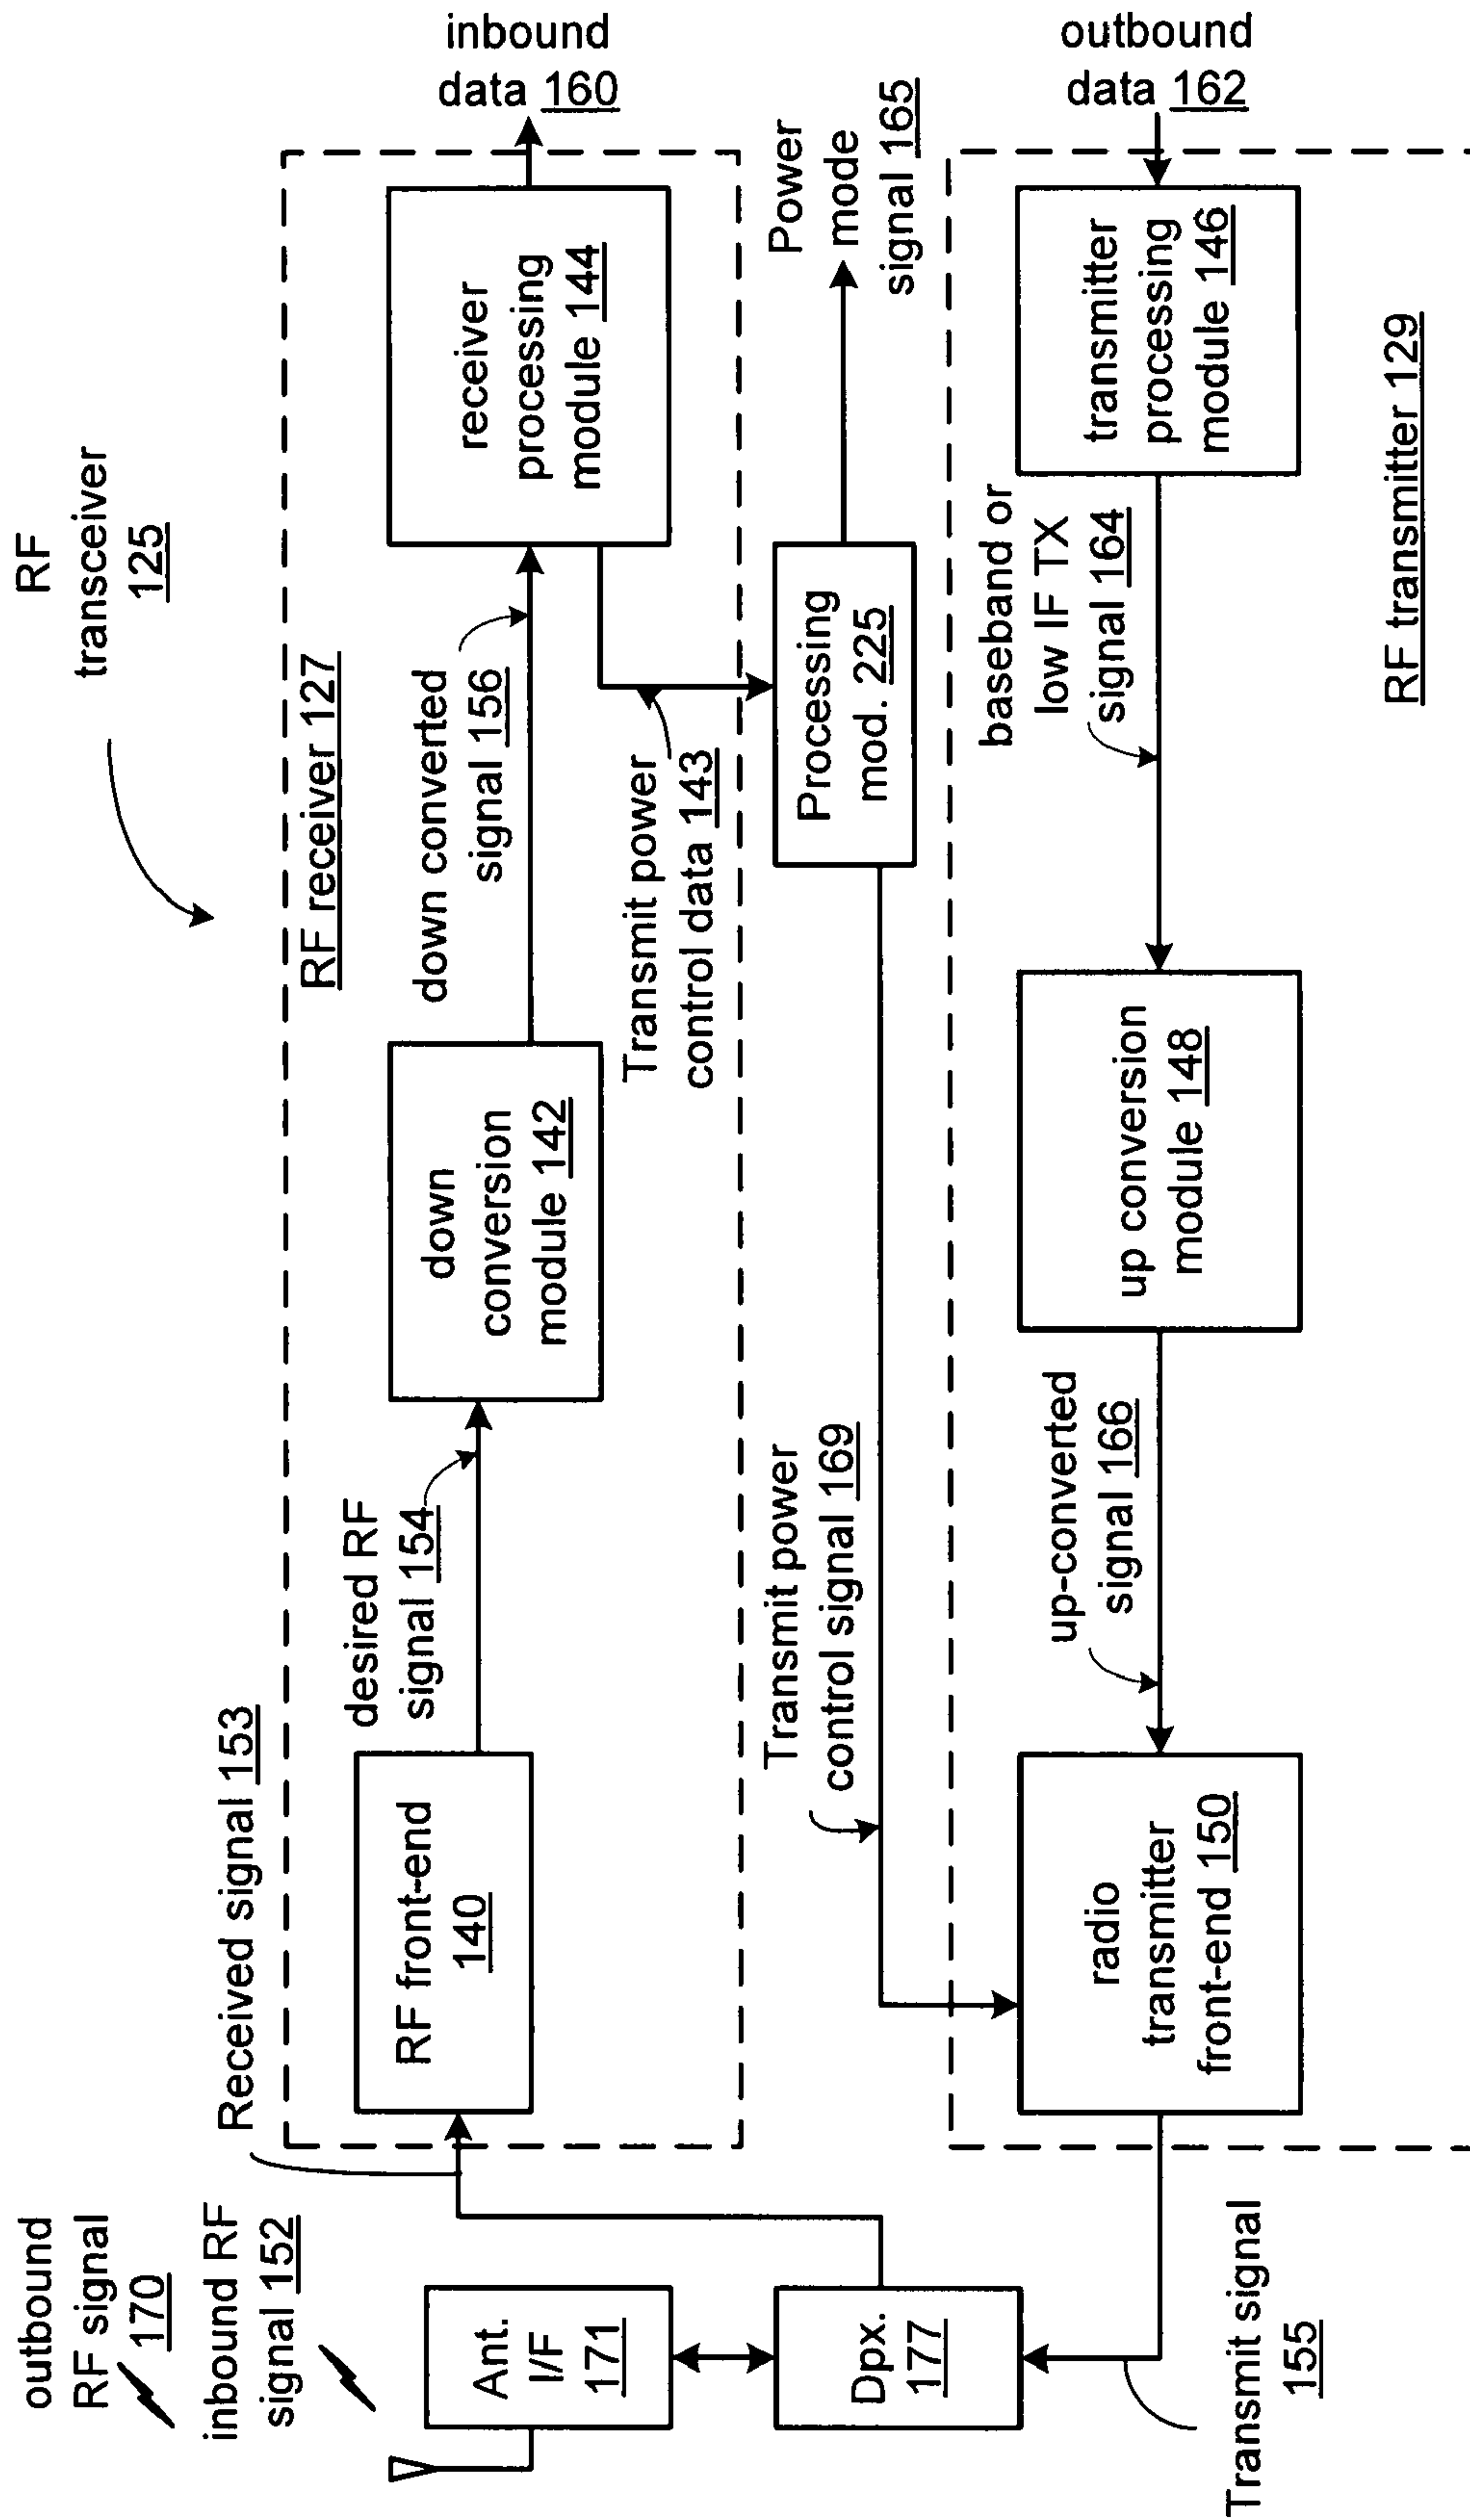 RF
transceiver
125
outbound
RF signal
170
inbound RF
signal 152
Received signal 153
RF receiver 127
Ant.
I/F
171
RF front-end
140
desired RF
signal 154
down
conversion
module 142
down converted
signal 156
receiver
processing
module 144
inbound
data 160
Transmit power
control data 143
Dpx.
177
Transmit power
control signal 169
Processing
mod. 225
Power
mode
signal 165
Transmit signal
155
radio
transmitter
front-end 150
up-converted
signal 166
up conversion
module 148
baseband or
low IF TX
signal 164
transmitter
processing
module 146
outbound
data 162
RF transmitter 129